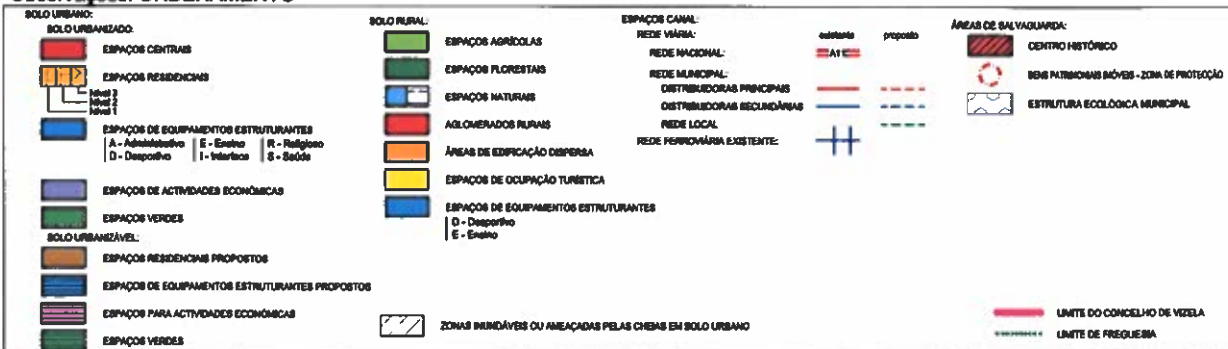 SOLO URBANO:
SOLO URBANIZADO:
ESPAÇOS CENTRAIS
ESPAÇOS RESIDENCIAIS
Nível 3
Nível 2
Nível 1
ESPAÇOS DE EQUIPAMENTOS ESTRUTURANTES
A - Administrativo E - Ensino R - Religioso
D - Desportivo I - Interface S - Saúde
ESPAÇOS DE ACTIVIDADES ECONÓMICAS
ESPAÇOS VERDES
SOLO URBANIZÁVEL:
ESPAÇOS RESIDENCIAIS PROPOSTOS
ESPAÇOS DE EQUIPAMENTOS ESTRUTURANTES PROPOSTOS
ESPAÇOS PARA ACTIVIDADES ECONÓMICAS
ESPAÇOS VERDES
SOLO RURAL:
ESPAÇOS AGRÍCOLAS
ESPAÇOS FLORESTAIS
ESPAÇOS NATURAIS
AGLOMERADOS RURAIS
ÁREAS DE EDIFICAÇÃO DISPERSA
ESPAÇOS DE OCUPAÇÃO TURÍSTICA
ESPAÇOS DE EQUIPAMENTOS ESTRUTURANTES
D - Desportivo
E - Ensino
ZONAS INUNDÁVEIS OU AMEAÇADAS PELAS CHEIAS EM SOLO URBANO
ESPAÇOS CANAL:
REDE VIÁRIA: existente proposto
REDE NACIONAL: A11
REDE MUNICIPAL:
DISTRIBUIDORAS PRINCIPAIS
DISTRIBUIDORAS SECUNDÁRIAS
REDE LOCAL
REDE FERROVIÁRIA EXISTENTE:
ÁREAS DE SALVAGUARDA:
CENTRO HISTÓRICO
BENS PATRIMONIAIS IMÓVEIS - ZONA DE PROTECÇÃO
ESTRUTURA ECOLÓGICA MUNICIPAL
LIMITE DO CONCELHO DE VIZELA
LIMITE DE FREGUESIA